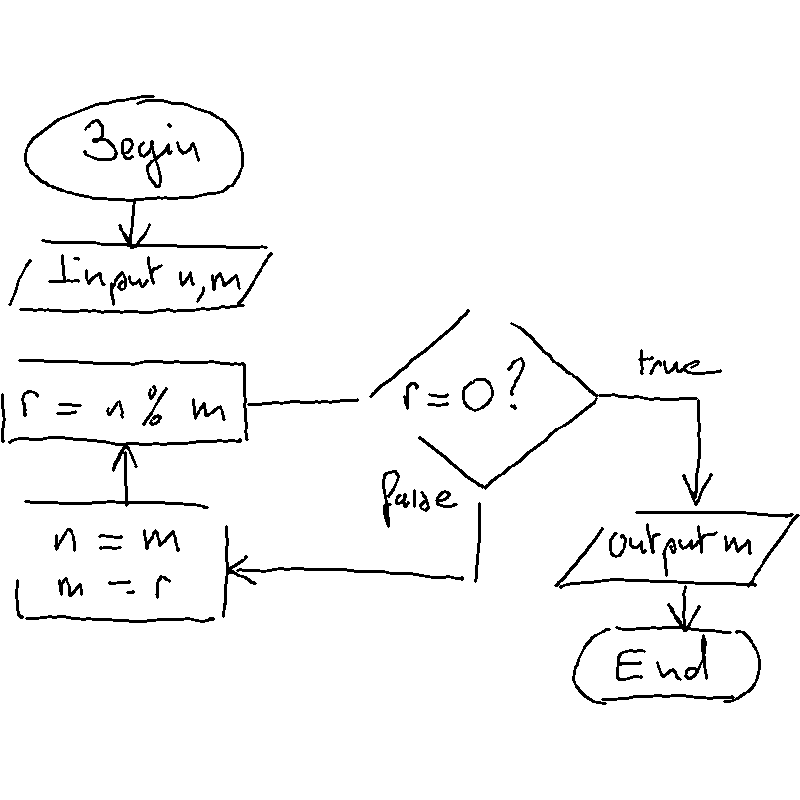 Begin
Input n, m
r = n % m
r = 0?
true
false
n = m
m = r
output m
End